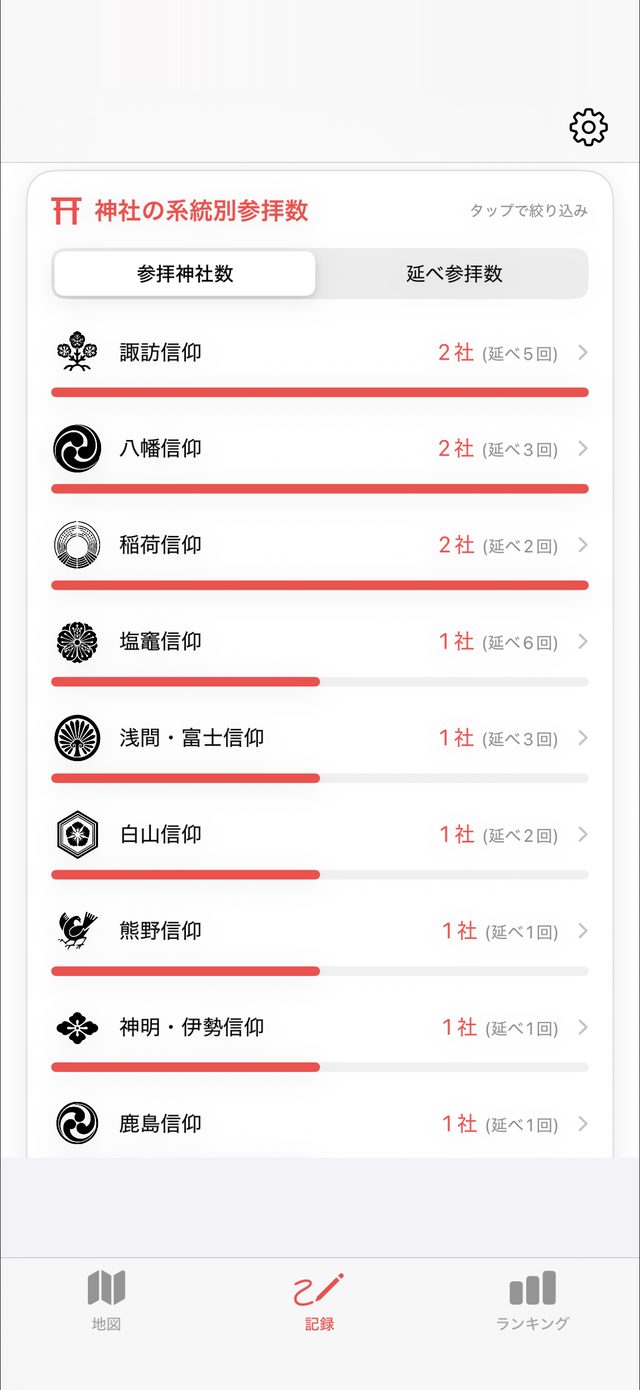 神社の系統別参拝数 タップで絞り込み
参拝神社数 延べ参拝数
諏訪信仰 2社 (延べ5回)
八幡信仰 2社 (延べ3回)
稲荷信仰 2社 (延べ2回)
塩竈信仰 1社 (延べ6回)
浅間・富士信仰 1社 (延べ3回)
白山信仰 1社 (延べ2回)
熊野信仰 1社 (延べ1回)
神明・伊勢信仰 1社 (延べ1回)
鹿島信仰 1社 (延べ1回)
地図 記録 ランキング